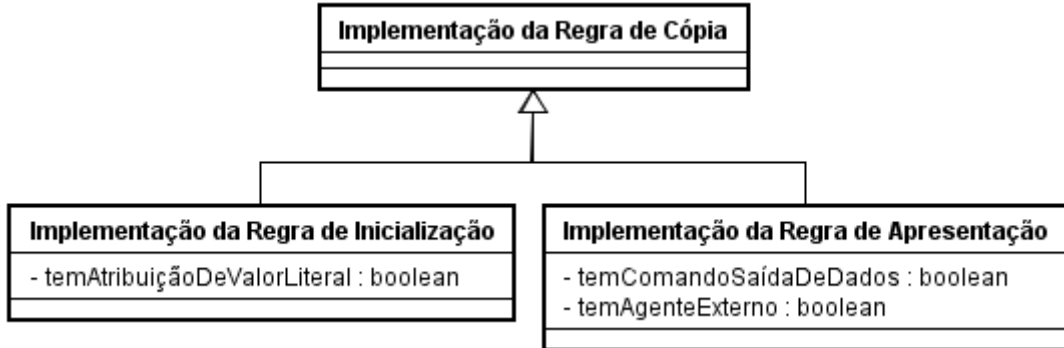 Implementação da Regra de Cópia
Implementação da Regra de Inicialização
- temAtribuiçãoDeValorLiteral : boolean
Implementação da Regra de Apresentação
- temComandoSaídaDeDados : boolean
- temAgenteExterno : boolean